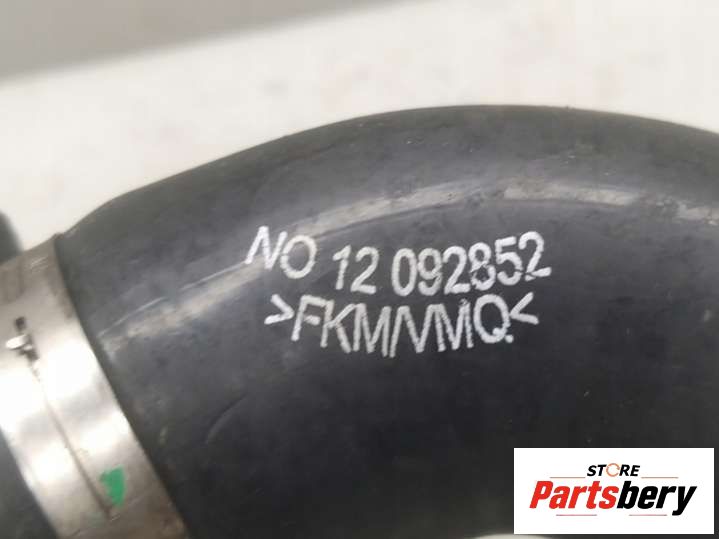 NO 12 092852
>FKM/VMQ<
STORE
Partsbery